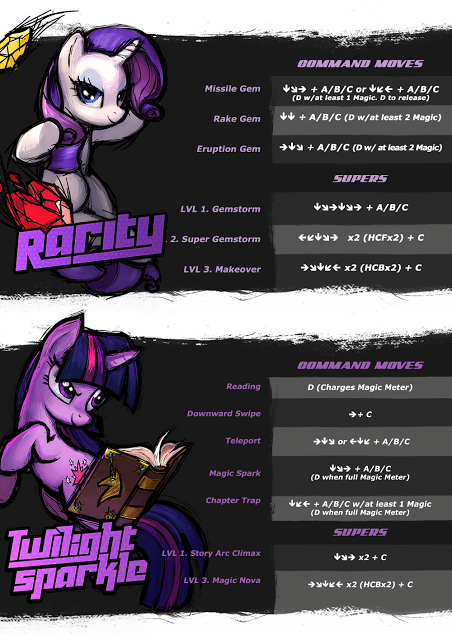 COMMAND MOVES
Missile Gem ↓↘→ + A/B/C or ↓↙← + A/B/C
(D w/at least 1 Magic. D to release)
Rake Gem ↓↓ + A/B/C (D w/at least 2 Magic)
Eruption Gem →↓↘ + A/B/C (D w/ at least 2 Magic)
SUPERS
LVL 1. Gemstorm ↓↘→↓↘→ + A/B/C
Rarity
. 2. Super Gemstorm ←↙↓↘→ x2 (HCFx2) + C
LVL 3. Makeover →↘↓↙← x2 (HCBx2) + C
COMMAND MOVES
Reading D (Charges Magic Meter)
Downward Swipe →+ C
Teleport →↓↘ or ←↓↙ + A/B/C
Magic Spark ↓↘→ + A/B/C
(D when full Magic Meter)
Chapter Trap ↓↙← + A/B/C w/at least 1 Magic
(D when full Magic Meter)
SUPERS
Twilight
sparkle
LVL 1. Story Arc Climax ↓↘→ x2 + C
LVL 3. Magic Nova →↘↓↙← x2 (HCBx2) + C